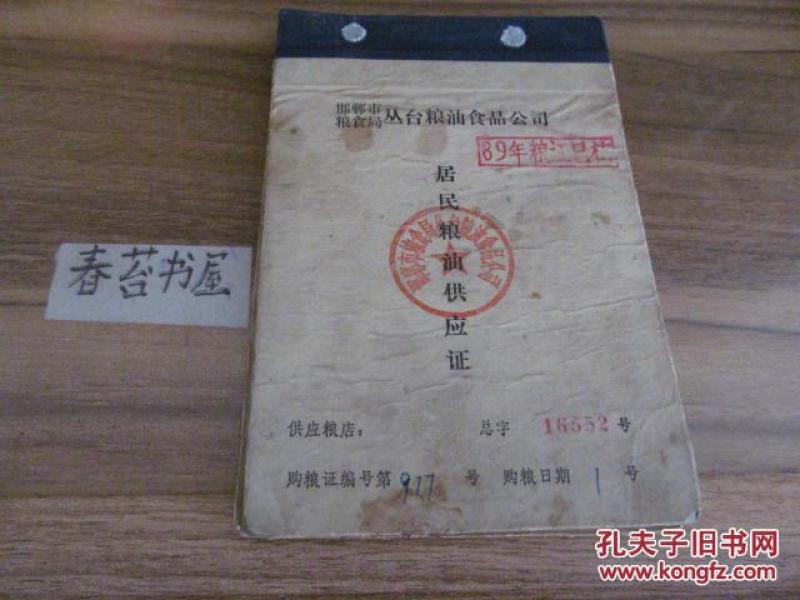 邯郸市
粮食局 丛台粮油食品公司
89年粮
居民粮油供应证
春苔书屋
供应粮店： 总字 16552 号
购粮证编号第 977 号 购粮日期 1 号
孔夫子旧书网
www.kongfz.com